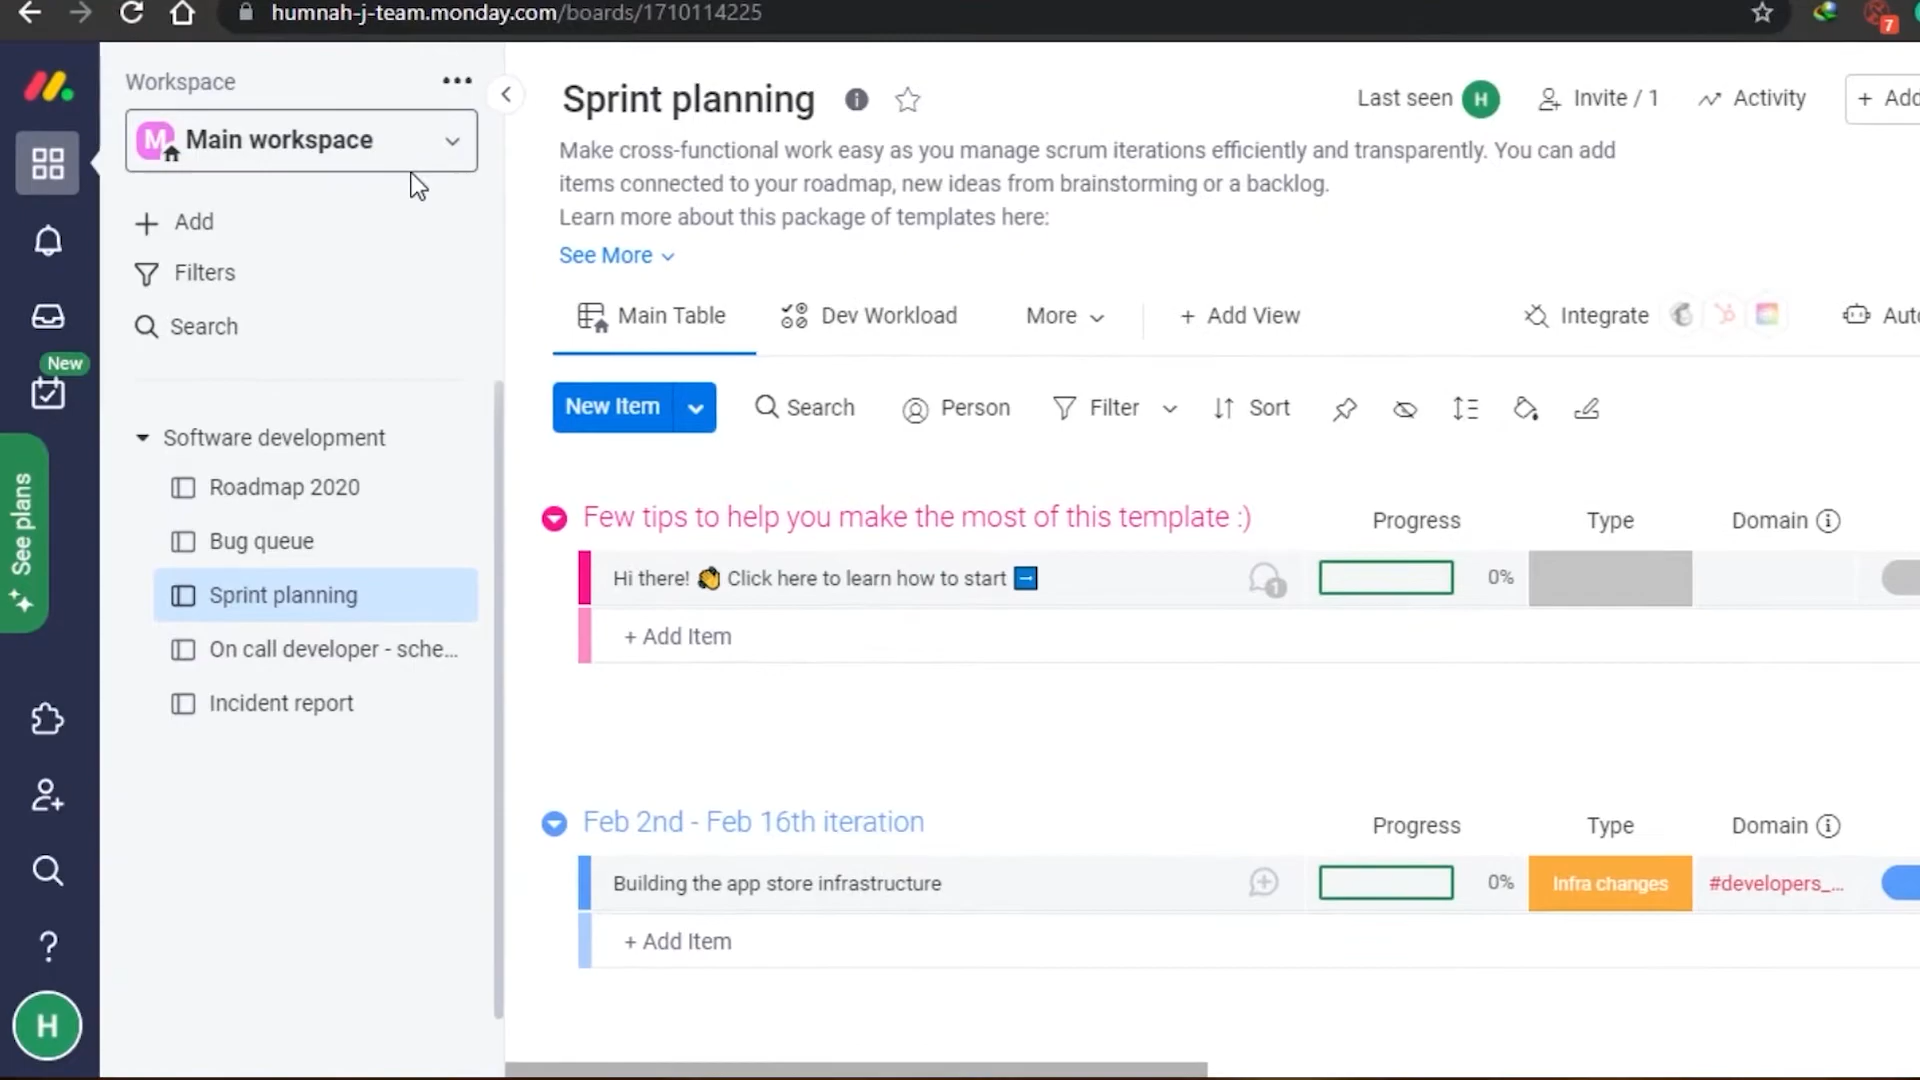 humnah-j-team.monday.com/boards/1710114225
7
Workspace
M Main workspace
Add
Filters
Search
New
See plans
Software development
Roadmap 2020
Bug queue
Sprint planning
On call developer - sche...
Incident report
H
Sprint planning
Last seen H
Invite / 1
Activity
+ Add
Make cross-functional work easy as you manage scrum iterations efficiently and transparently. You can add
items connected to your roadmap, new ideas from brainstorming or a backlog.
Learn more about this package of templates here:
See More
Main Table
Dev Workload
More
+ Add View
Integrate
Auto
New Item
Search
Person
Filter
Sort
Few tips to help you make the most of this template :)
Progress
Type
Domain
Hi there! 👋 Click here to learn how to start ➡
1
0%
+ Add Item
Feb 2nd - Feb 16th iteration
Progress
Type
Domain
Building the app store infrastructure
0%
Infra changes
#developers_...
+ Add Item